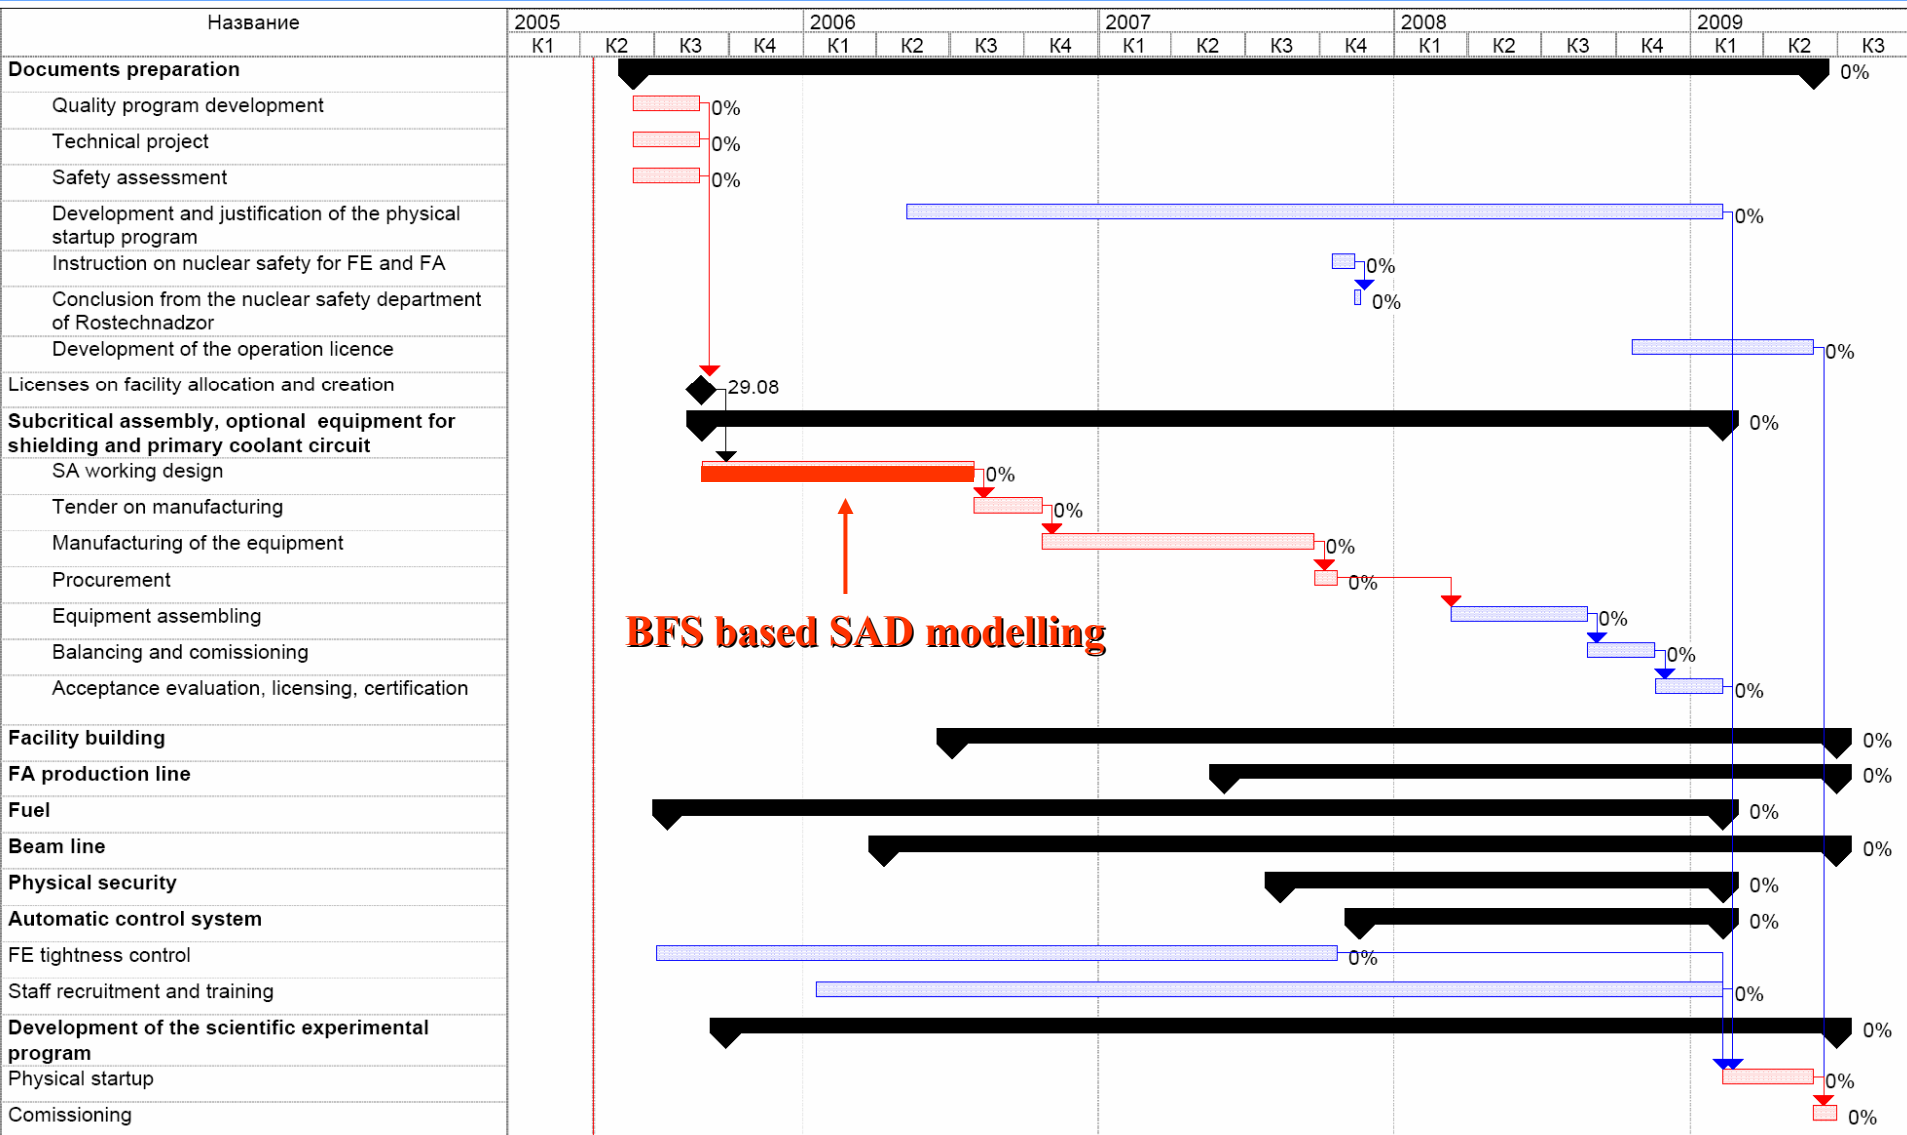 Название
2005 2006 2007 2008 2009
К1 К2 К3 К4 К1 К2 К3 К4 К1 К2 К3 К4 К1 К2 К3 К4 К1 К2 К3
Documents preparation 0%
Quality program development 0%
Technical project 0%
Safety assessment 0%
Development and justification of the physical 0%
startup program
Instruction on nuclear safety for FE and FA 0%
Conclusion from the nuclear safety department 0%
of Rostechnadzor
Development of the operation licence 0%
Licenses on facility allocation and creation 29.08
Subcritical assembly, optional equipment for 0%
shielding and primary coolant circuit
SA working design 0%
Tender on manufacturing 0%
Manufacturing of the equipment 0%
Procurement 0%
Equipment assembling 0%
BFS based SAD modelling
Balancing and comissioning 0%
Acceptance evaluation, licensing, certification 0%
Facility building 0%
FA production line 0%
Fuel 0%
Beam line 0%
Physical security 0%
Automatic control system 0%
FE tightness control 0%
Staff recruitment and training 0%
Development of the scientific experimental 0%
program
Physical startup 0%
Comissioning 0%